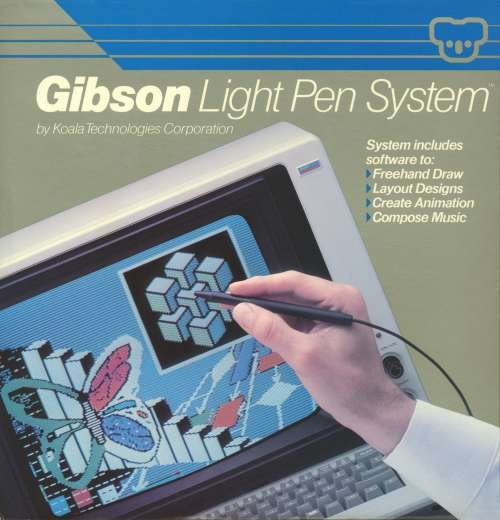 Gibson Light Pen System™
by Koala Technologies Corporation
System includes
software to:
Freehand Draw
Layout Designs
Create Animation
Compose Music